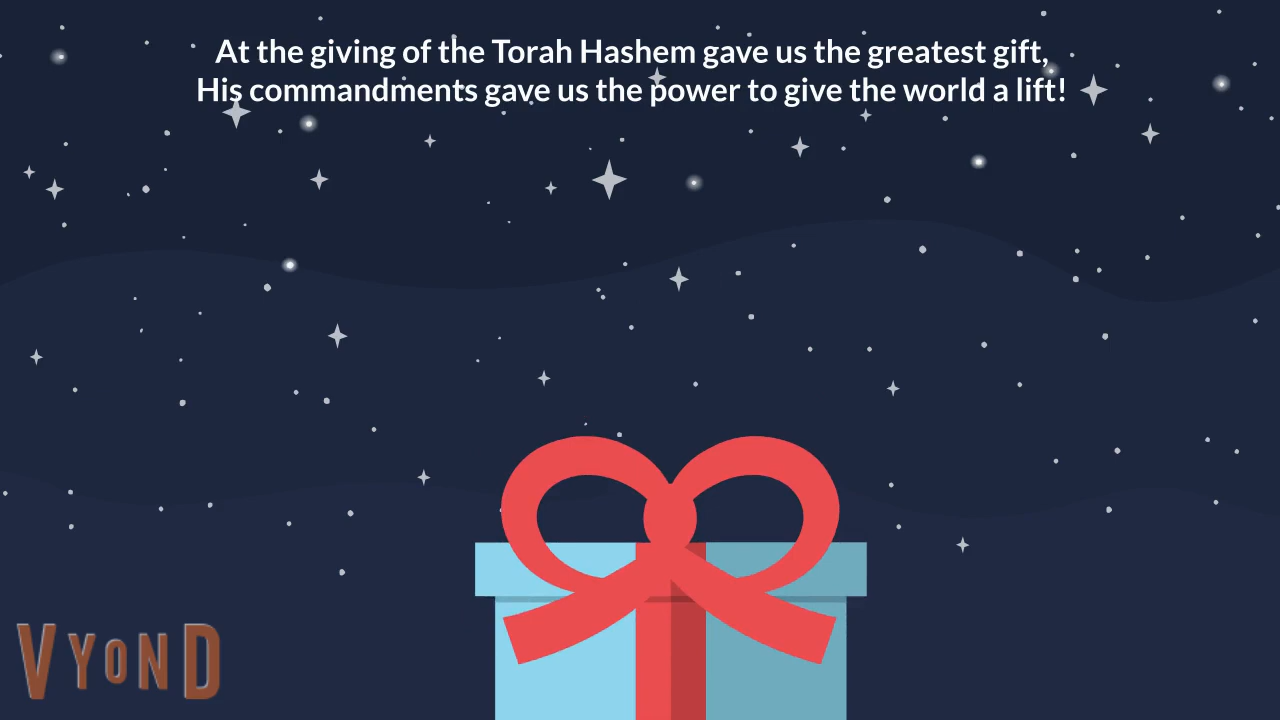 At the giving of the Torah Hashem gave us the greatest gift,
His commandments gave us the power to give the world a lift!
VYOND